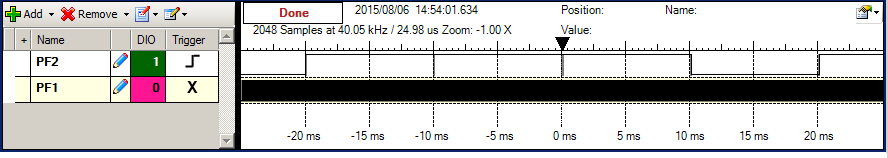 Add Remove Done 2015/08/06 14:54:01.634 Position: Name:
2048 Samples at 40.05 kHz / 24.98 us Zoom: -1.00 X Value:
+ Name DIO Trigger
PF2 1
PF1 0 X
-20 ms -15 ms -10 ms -5 ms 0 ms 5 ms 10 ms 15 ms 20 ms